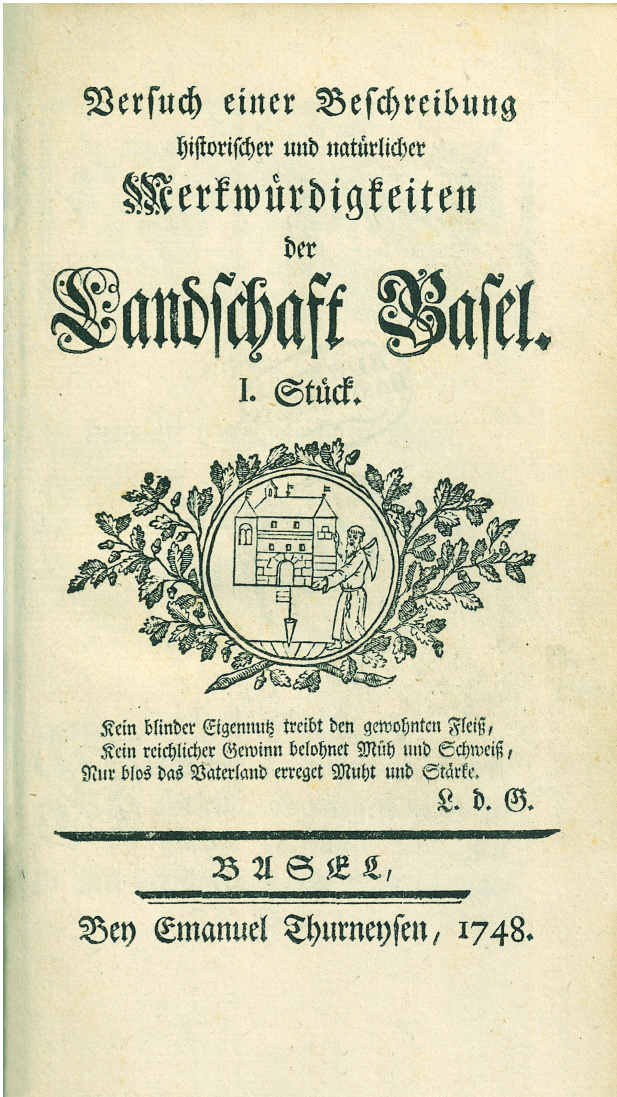 Versuch einer Beschreibung
historischer und natürlicher
Merkwürdigkeiten
der
Landschaft Basel.
I. Stück.
Kein blinder Eigennutz treibt den gewohnten Fleiß,
Kein reichlicher Gewinn belohnet Müh und Schweiß,
Nur blos das Vaterland erreget Muht und Stärke.
L. d. G.
BASEL,
Bey Emanuel Thurneysen, 1748.